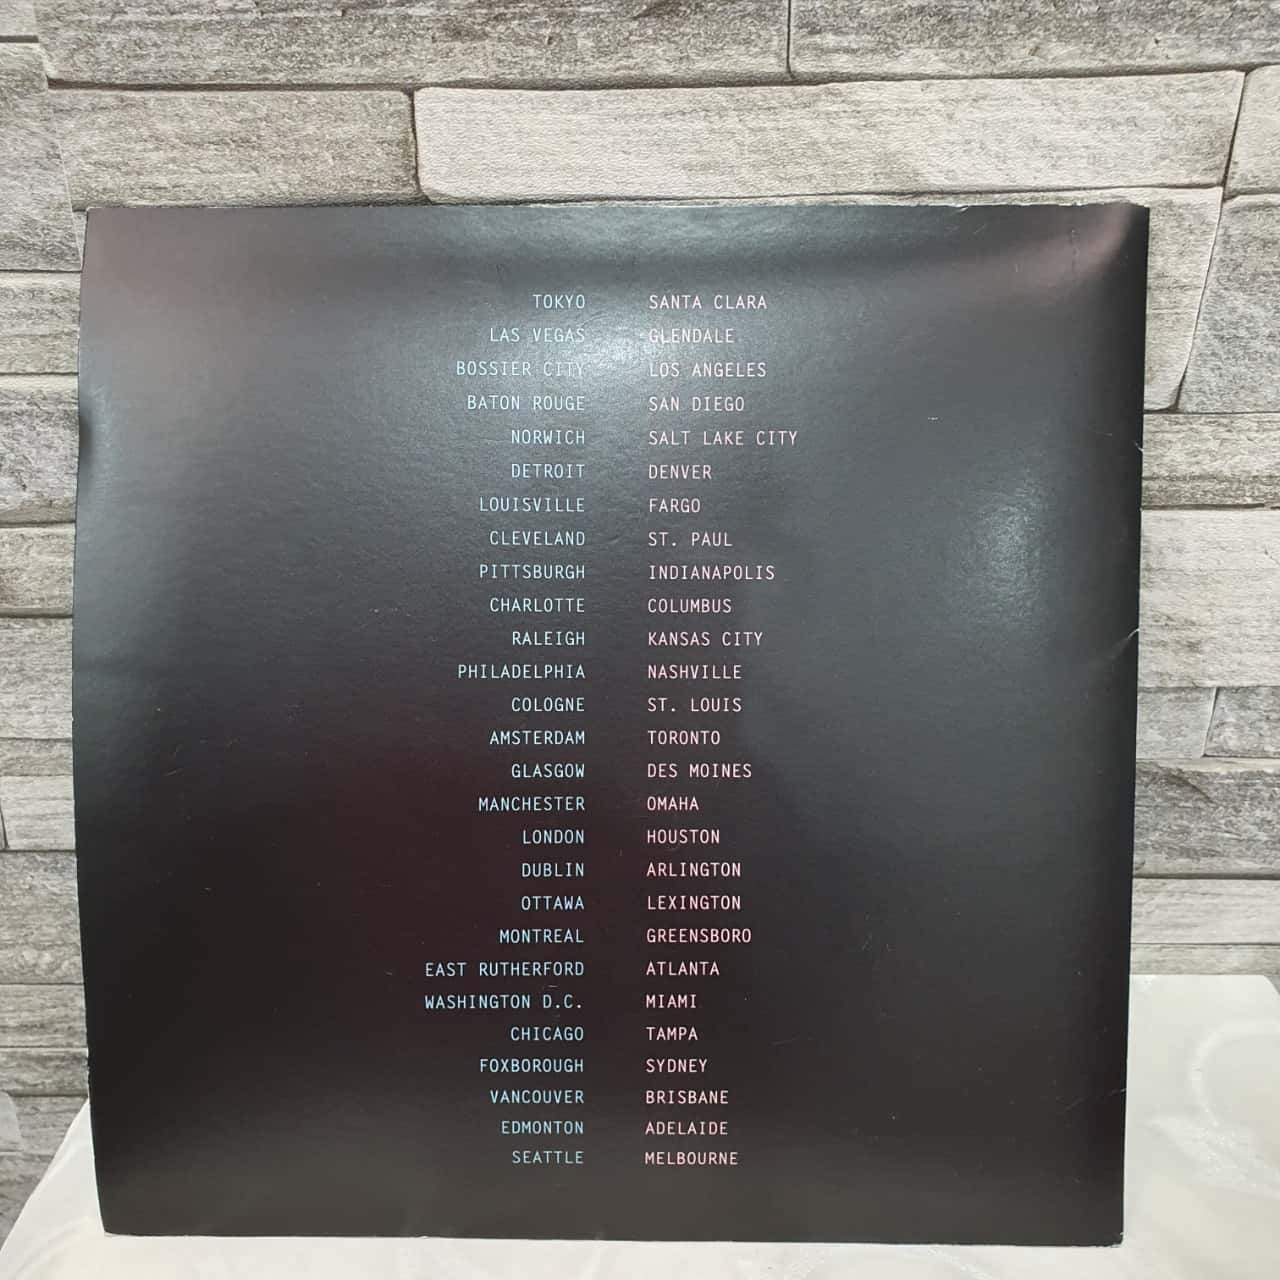 TOKYO
LAS VEGAS
BOSSIER CITY
BATON ROUGE
NORWICH
DETROIT
LOUISVILLE
CLEVELAND
PITTSBURGH
CHARLOTTE
RALEIGH
PHILADELPHIA
COLOGNE
AMSTERDAM
GLASGOW
MANCHESTER
LONDON
DUBLIN
OTTAWA
MONTREAL
EAST RUTHERFORD
WASHINGTON D.C.
CHICAGO
FOXBOROUGH
VANCOUVER
EDMONTON
SEATTLE
SANTA CLARA
GLENDALE
LOS ANGELES
SAN DIEGO
SALT LAKE CITY
DENVER
FARGO
ST. PAUL
INDIANAPOLIS
COLUMBUS
KANSAS CITY
NASHVILLE
ST. LOUIS
TORONTO
DES MOINES
OMAHA
HOUSTON
ARLINGTON
LEXINGTON
GREENSBORO
ATLANTA
MIAMI
TAMPA
SYDNEY
BRISBANE
ADELAIDE
MELBOURNE